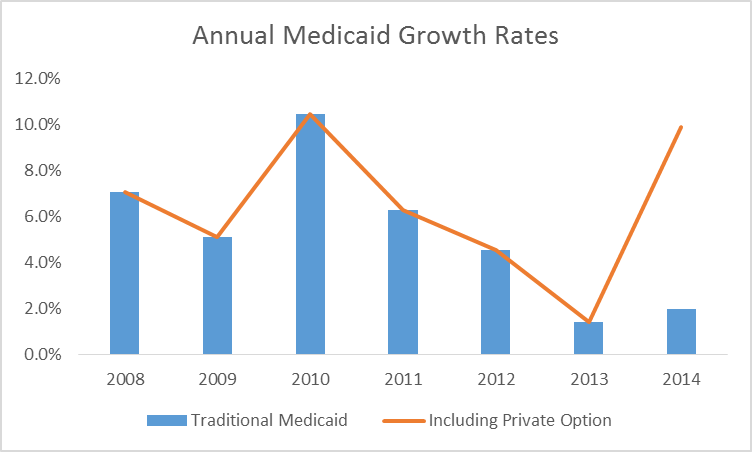 Annual Medicaid Growth Rates
12.0%
10.0%
8.0%
6.0%
4.0%
2.0%
0.0%
2008 2009 2010 2011 2012 2013 2014
Traditional Medicaid Including Private Option